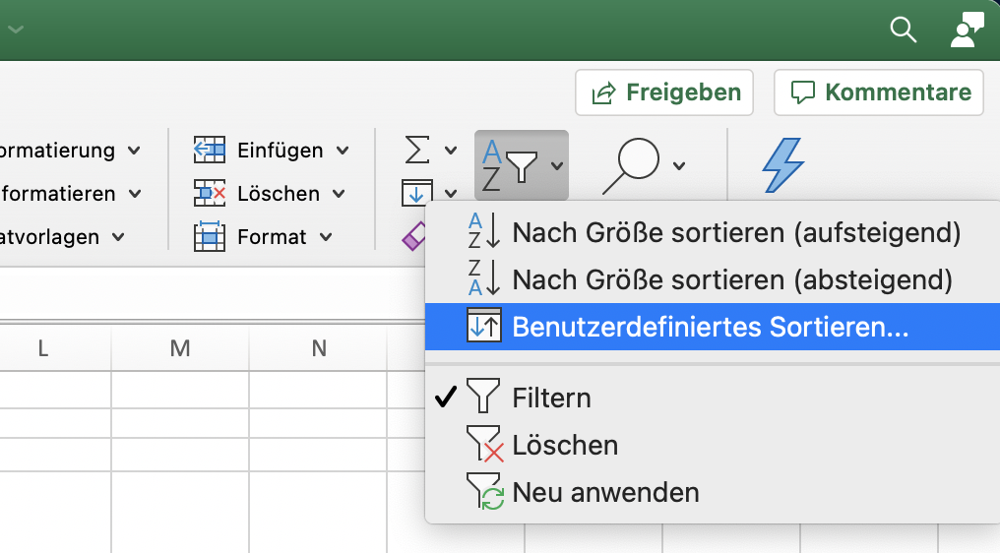 Freigeben
Kommentare
ormatierung
Einfügen
formatieren
Löschen
atvorlagen
Format
A
Z
A
Z
Nach Größe sortieren (aufsteigend)
Z
A
Nach Größe sortieren (absteigend)
Benutzerdefiniertes Sortieren...
L
M
N
Filtern
Löschen
Neu anwenden